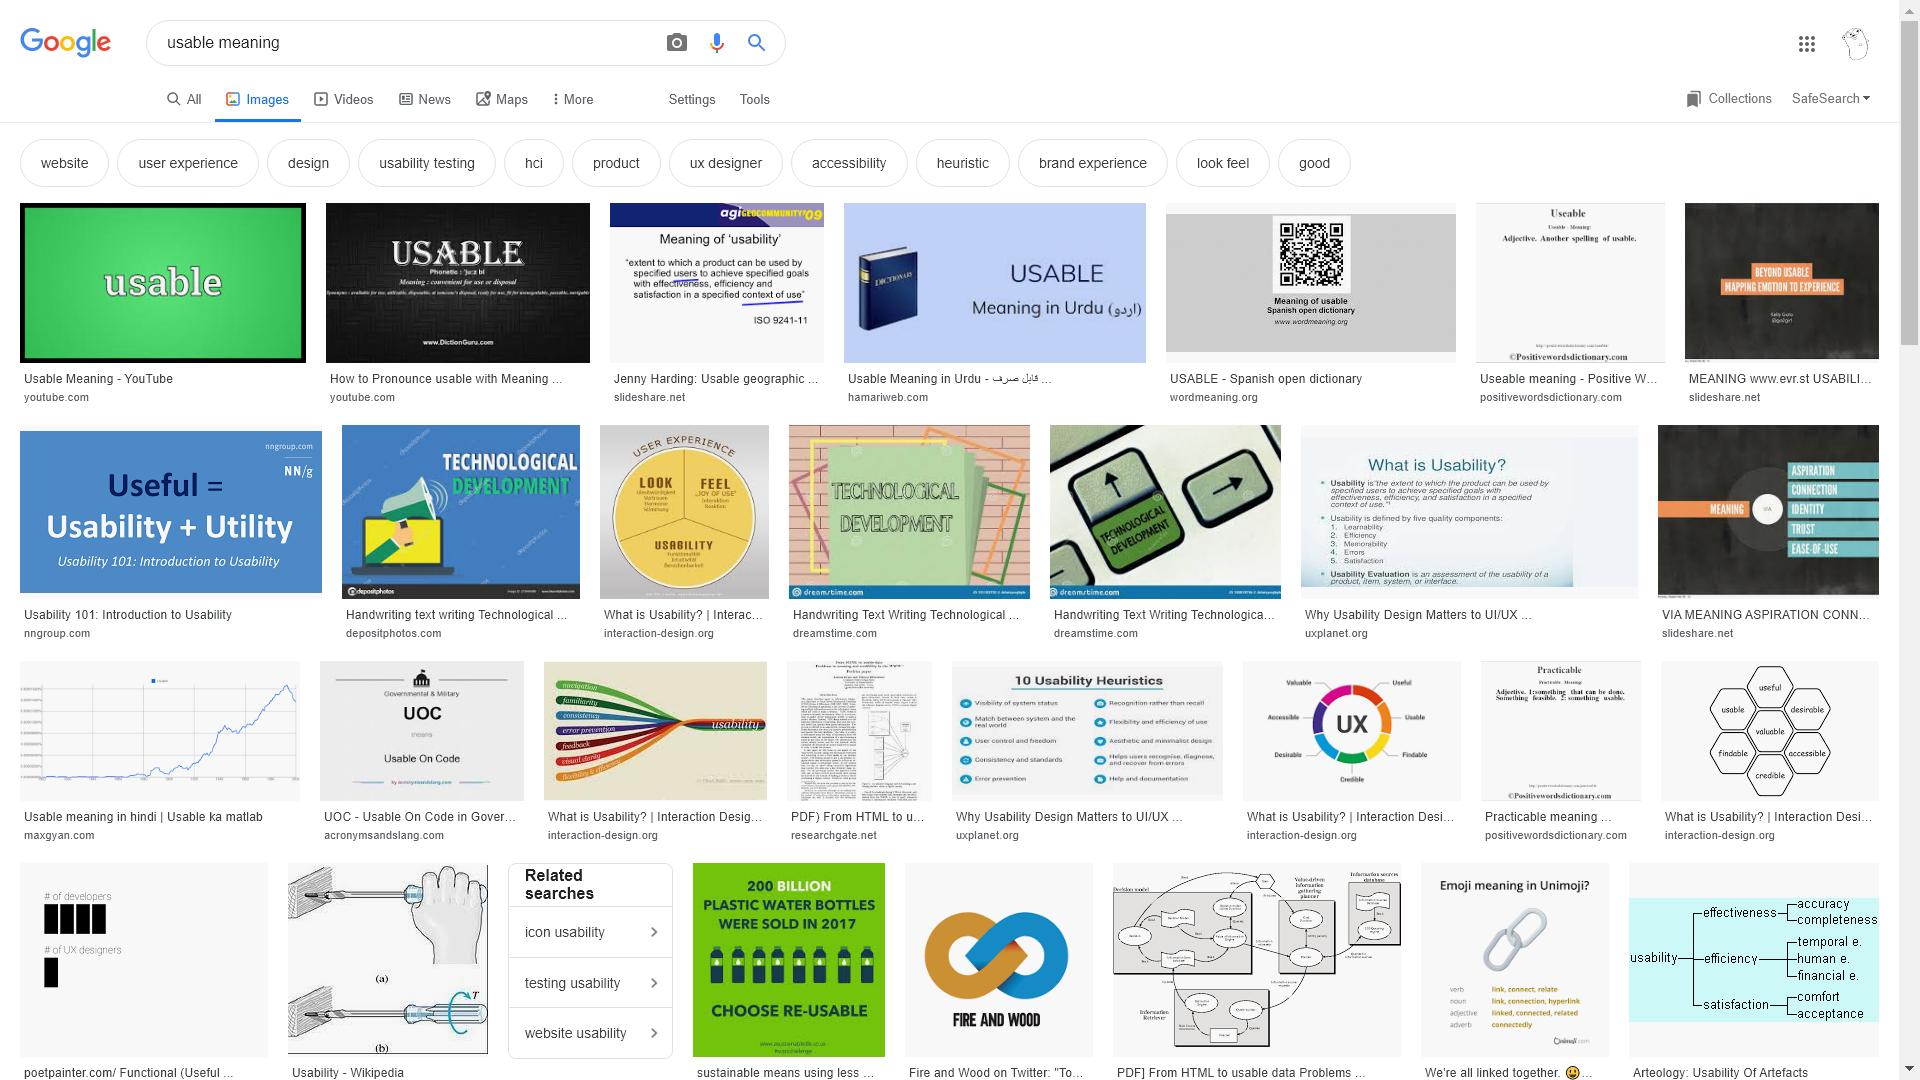 Google
usable meaning
All
Images
Videos
News
Maps
More
Settings
Tools
Collections
SafeSearch
website
user experience
design
usability testing
hci
product
ux designer
accessibility
heuristic
brand experience
look feel
good
usable
Usable Meaning - YouTube
youtube.com
USABLE
Phonetic : 'ju:z bl
Meaning : convenient for use or disposal
www.DictionGuru.com
How to Pronounce usable with Meaning ...
youtube.com
agiGEOCOMMUNITY'09
Meaning of 'usability'
"extent to which a product can be used by
specified users to achieve specified goals
with effectiveness, efficiency and
satisfaction in a specified context of use"
ISO 9241-11
Jenny Harding: Usable geographic ...
slideshare.net
DICTIONARY
USABLE
Meaning in Urdu (اردو)
Usable Meaning in Urdu - قابل صرف ...
hamariweb.com
Meaning of usable
Spanish open dictionary
www.wordmeaning.org
USABLE - Spanish open dictionary
wordmeaning.org
Useable
Usable - Meaning:
Adjective. Another spelling of usable.
©Positivewordsdictionary.com
Useable meaning - Positive W...
positivewordsdictionary.com
BEYOND USABLE
MAPPING EMOTION TO EXPERIENCE
MEANING www.evr.st USABILI...
slideshare.net
nngroup.com
NN/g
Useful =
Usability + Utility
Usability 101: Introduction to Usability
Usability 101: Introduction to Usability
nngroup.com
TECHNOLOGICAL
DEVELOPMENT
depositphotos
Handwriting text writing Technological ...
depositphotos.com
USER EXPERIENCE
LOOK
FEEL
„JOY OF USE"
USABILITY
What is Usability? | Interac...
interaction-design.org
TECHNOLOGICAL
DEVELOPMENT
dreamstime.com
Handwriting Text Writing Technological ...
dreamstime.com
TECHNOLOGICAL
DEVELOPMENT
dreamstime.com
Handwriting Text Writing Technologica...
dreamstime.com
What is Usability?
Usability is "the extent to which the product can be used by
specified users to achieve specified goals with
effectiveness, efficiency, and satisfaction in a specified
context of use."
Usability is defined by five quality components:
1. Learnability
2. Efficiency
3. Memorability
4. Errors
5. Satisfaction
Usability Evaluation is an assessment of the usability of a
product, item, system, or interface.
Why Usability Design Matters to UI/UX ...
uxplanet.org
MEANING
VIA
ASPIRATION
CONNECTION
IDENTITY
TRUST
EASE-OF-USE
VIA MEANING ASPIRATION CONN...
slideshare.net
Usable meaning in hindi | Usable ka matlab
maxgyan.com
Governmental & Military
UOC
means
Usable On Code
by acronymsandslang.com
UOC - Usable On Code in Gover...
acronymsandslang.com
navigation
familiarity
consistency
error prevention
feedback
visual clarity
flexibility & efficiency
usability
What is Usability? | Interaction Desig...
interaction-design.org
PDF) From HTML to u...
researchgate.net
10 Usability Heuristics
Visibility of system status
Match between system and the
real world
User control and freedom
Consistency and standards
Error prevention
Recognition rather than recall
Flexibility and efficiency of use
Aesthetic and minimalist design
Helps users recognise, diagnose,
and recover from errors
Help and documentation
Why Usability Design Matters to UI/UX ...
uxplanet.org
Valuable
Useful
Accessible
UX
Usable
Desirable
Findable
Credible
What is Usability? | Interaction Desi...
interaction-design.org
Practicable
Practicable - Meaning:
Adjective. 1:something that can be done.
Something feasible. 2: something usable.
©Positivewordsdictionary.com
Practicable meaning ...
positivewordsdictionary.com
useful
usable
desirable
valuable
findable
accessible
credible
What is Usability? | Interaction Desi...
interaction-design.org
# of developers
# of UX designers
poetpainter.com/ Functional (Useful ...
(a)
T
(b)
Usability - Wikipedia
Related
searches
icon usability
testing usability
website usability
200 BILLION
PLASTIC WATER BOTTLES
WERE SOLD IN 2017
CHOOSE RE-USABLE
sustainable means using less ...
FIRE AND WOOD
Fire and Wood on Twitter: "To...
Decision model
Value-driven
information
gathering
planner
Information sources
database
Information
Retriever
PDF] From HTML to usable data Problems ...
Emoji meaning in Unimoji?
verb link, connect, relate
noun link, connection, hyperlink
adjective linked, connected, related
adverb connectedly
Unimoji.com
We're all linked together. 😃...
usability
effectiveness
accuracy
completeness
efficiency
temporal e.
human e.
financial e.
satisfaction
comfort
acceptance
Arteology: Usability Of Artefacts